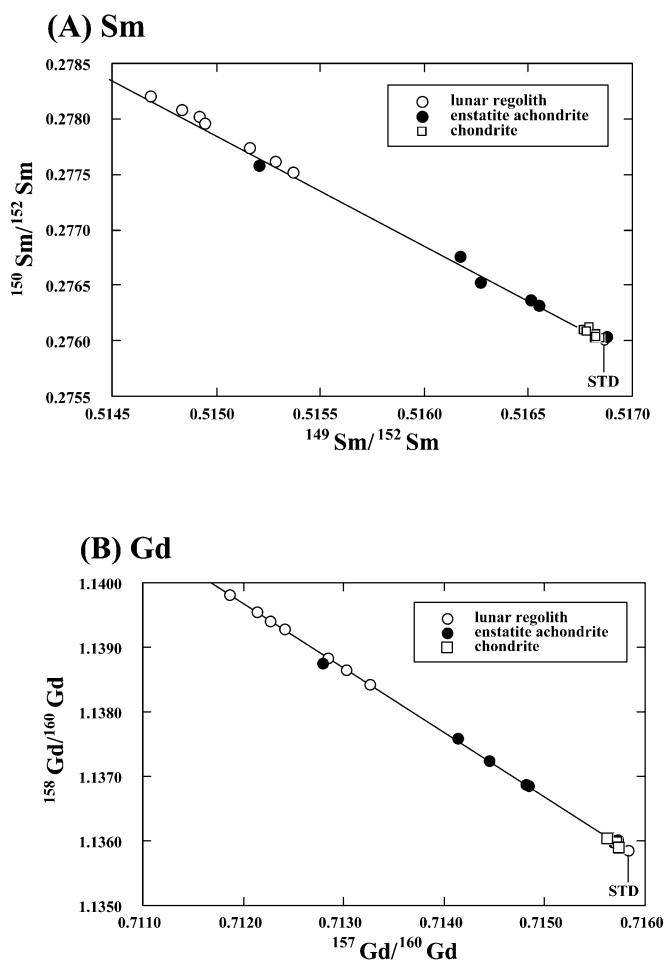 (A) Sm
0.2785
0.2780
0.2775
0.2770
0.2765
0.2760
0.2755
150Sm/152Sm
lunar regolith
enstatite achondrite
chondrite
STD
0.5145 0.5150 0.5155 0.5160 0.5165 0.5170
149Sm/152Sm
(B) Gd
1.1400
1.1390
1.1380
1.1370
1.1360
1.1350
158Gd/160Gd
lunar regolith
enstatite achondrite
chondrite
STD
0.7110 0.7120 0.7130 0.7140 0.7150 0.7160
157Gd/160Gd